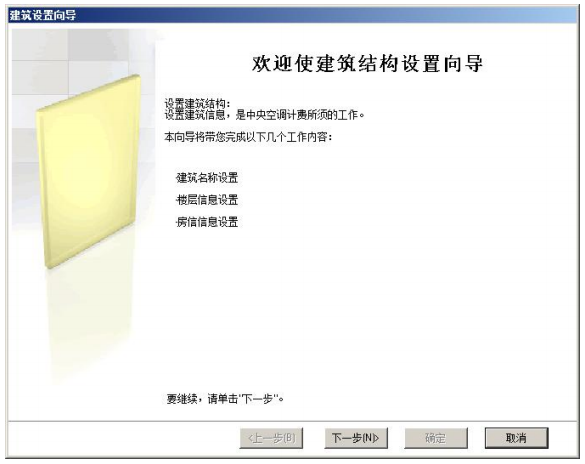 建筑设置向导
欢迎使建筑结构设置向导
设置建筑结构：
设置建筑信息，是中央空调计费所须的工作。
本向导将带您完成以下几个工作内容：
·建筑名称设置
·楼层信息设置
·房信信息设置
要继续，请单击"下一步"。
<上一步(B) 下一步(N)> 确定 取消